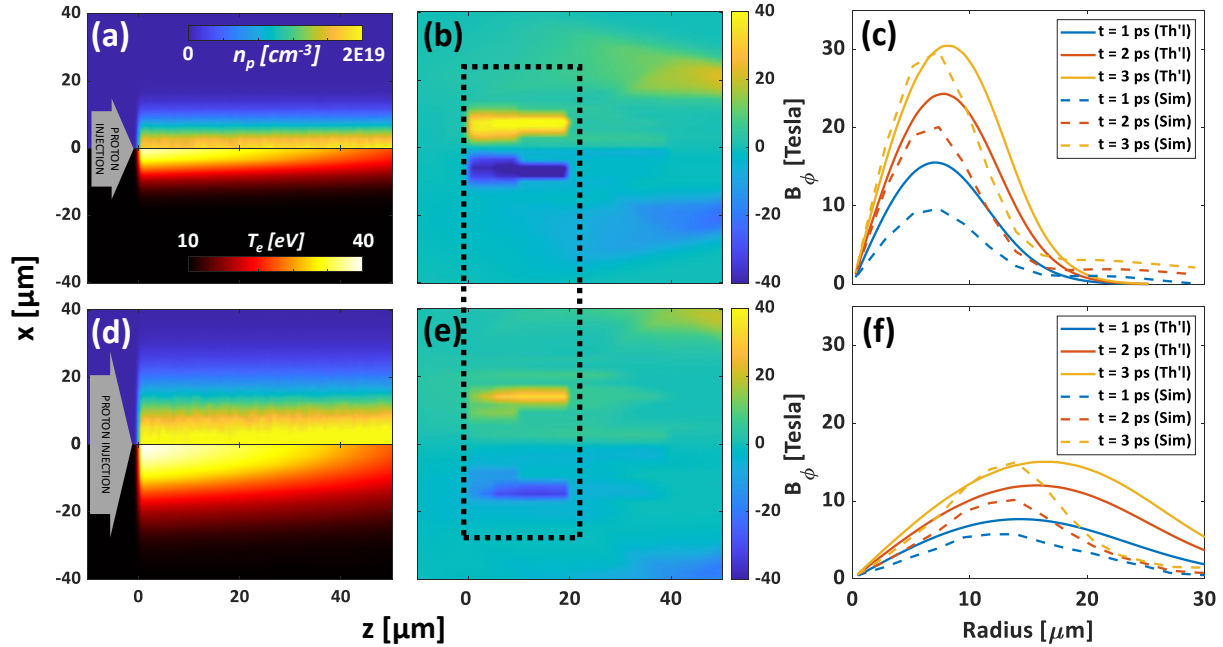 (a)
0
n_p [cm⁻³]
2E19
PROTON
INJECTION
10
T_e [eV]
40
40
20
0
-20
-40
(b)
40
20
0
-20
-40
B_ϕ [Tesla]
(c)
t = 1 ps (Th'l)
t = 2 ps (Th'l)
t = 3 ps (Th'l)
t = 1 ps (Sim)
t = 2 ps (Sim)
t = 3 ps (Sim)
30
20
10
0
x [μm]
(d)
PROTON INJECTION
40
20
0
-20
-40
0
20
40
(e)
0
20
40
40
20
0
-20
-40
B_ϕ [Tesla]
(f)
t = 1 ps (Th'l)
t = 2 ps (Th'l)
t = 3 ps (Th'l)
t = 1 ps (Sim)
t = 2 ps (Sim)
t = 3 ps (Sim)
30
20
10
0
0
10
20
30
z [μm]
Radius [μm]